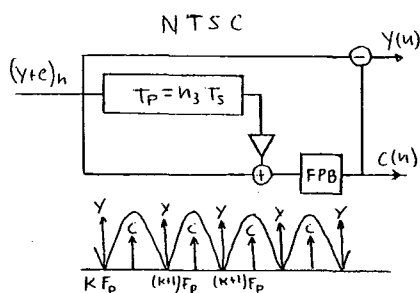 NTSC
Y(n)
(Y+C)n
Tp = n3 Ts
+
FPB
C(n)
Y C Y C Y C Y C Y
K Fp (K+1) Fp (K+1) Fp